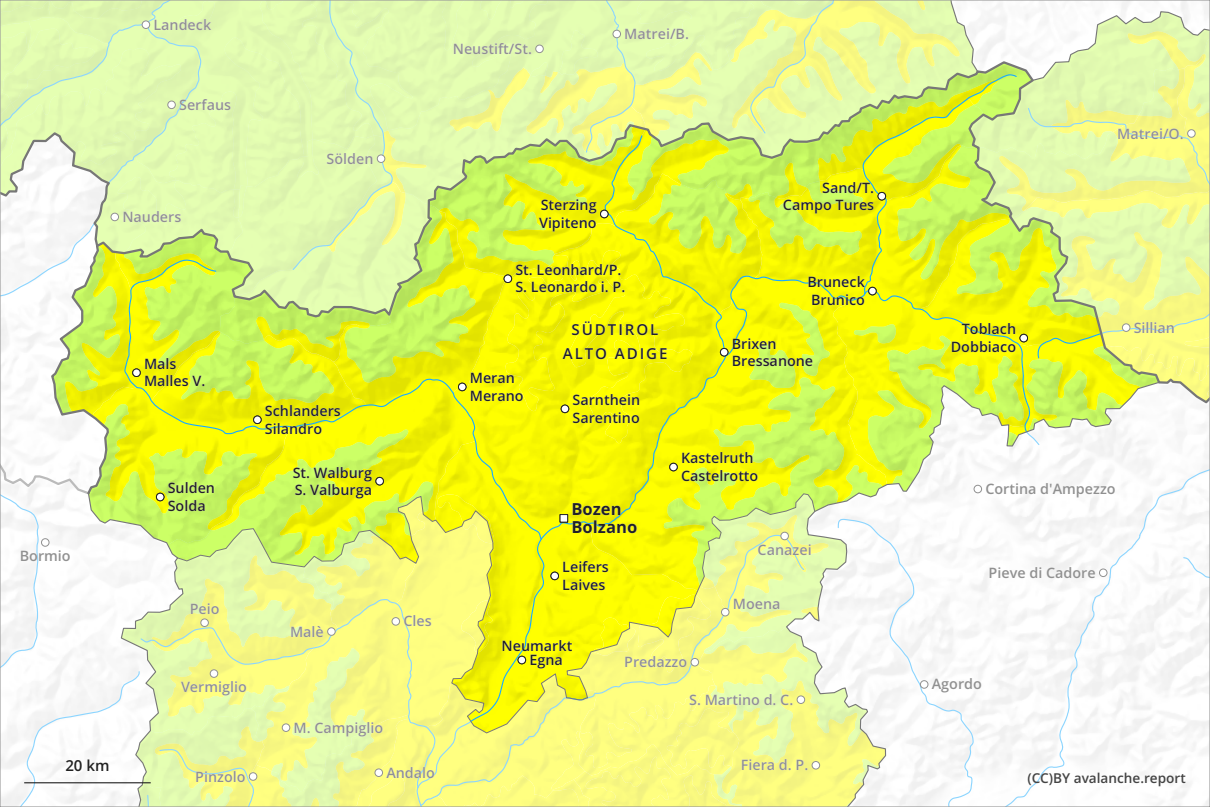 Landeck
Matrei/B.
Neustift/St.
Serfaus
Matrei/O.
Sölden
Sand/T.
Campo Tures
Sterzing
Vipiteno
Nauders
St. Leonhard/P.
S. Leonardo i. P.
Bruneck
Brunico
SÜDTIROL
ALTO ADIGE
Toblach
Dobbiaco
Sillian
Brixen
Bressanone
Mals
Malles V.
Meran
Merano
Sarnthein
Sarentino
Schlanders
Silandro
Kastelruth
Castelrotto
St. Walburg
S. Valburga
Sulden
Solda
Cortina d'Ampezzo
Bozen
Bolzano
Bormio
Canazei
Leifers
Laives
Pieve di Cadore
Peio
Moena
Cles
Malè
Neumarkt
Egna
Predazzo
Vermiglio
Agordo
S. Martino d. C.
M. Campiglio
20 km
Pinzolo
Andalo
Fiera d. P.
(CC)BY avalanche.report